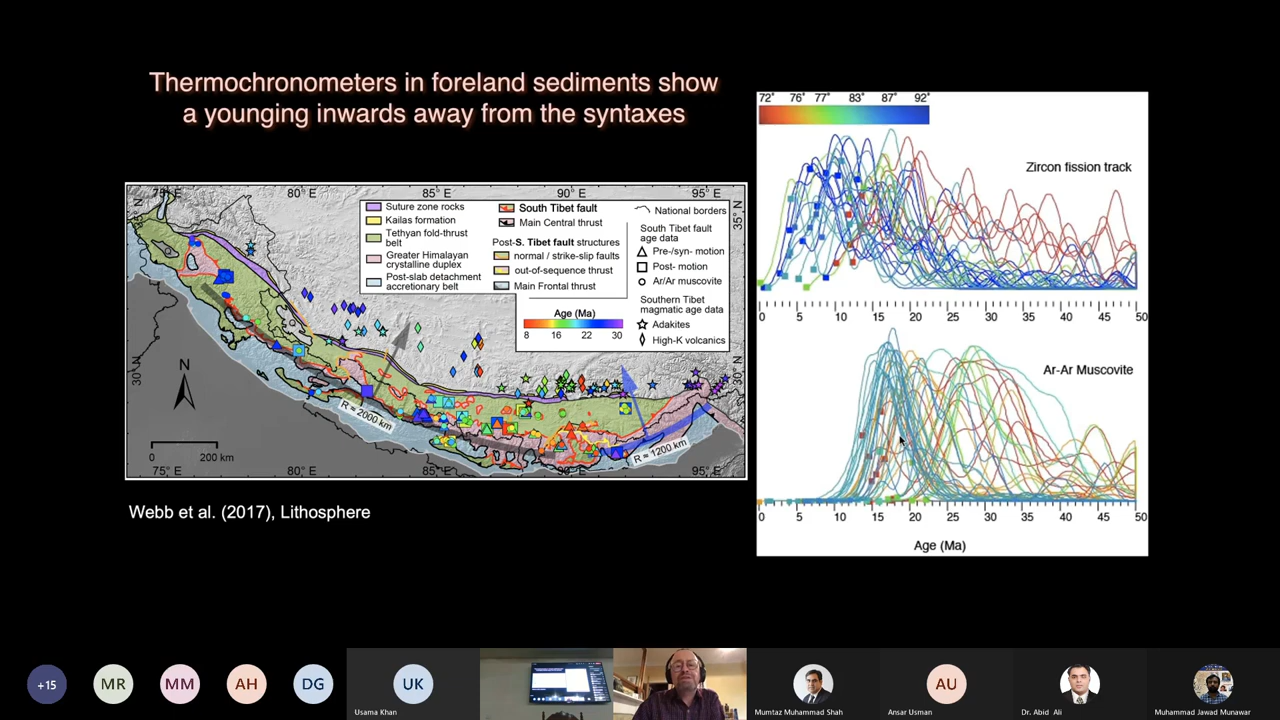 Thermochronometers in foreland sediments show
a younging inwards away from the syntaxes
75° E
80° E
85° E
90° E
95° E
35° N
Suture zone rocks
Kailas formation
Tethyan fold-thrust
belt
Greater Himalayan
crystalline duplex
Post-slab detachment
accretionary belt
South Tibet fault
Main Central thrust
Post-S. Tibet fault structures
normal / strike-slip faults
out-of-sequence thrust
Main Frontal thrust
Age (Ma)
8 16 22 30
National borders
South Tibet fault
age data
Pre-/syn- motion
Post- motion
Ar/Ar muscovite
Southern Tibet
magmatic age data
Adakites
High-K volcanics
30° N
30° N
N
R ≈ 2000 km
R ≈ 1200 km
0 200 km
75° E
80° E
85° E
90° E
95° E
Webb et al. (2017), Lithosphere
72° 76° 77° 83° 87° 92°
Zircon fission track
0 5 10 15 20 25 30 35 40 45 50
Ar-Ar Muscovite
0 5 10 15 20 25 30 35 40 45 50
Age (Ma)
+15
MR
MM
AH
DG
UK
Usama Khan
Mumtaz Muhammad Shah
AU
Ansar Usman
Dr. Abid Ali
Muhammad Jawad Munawar